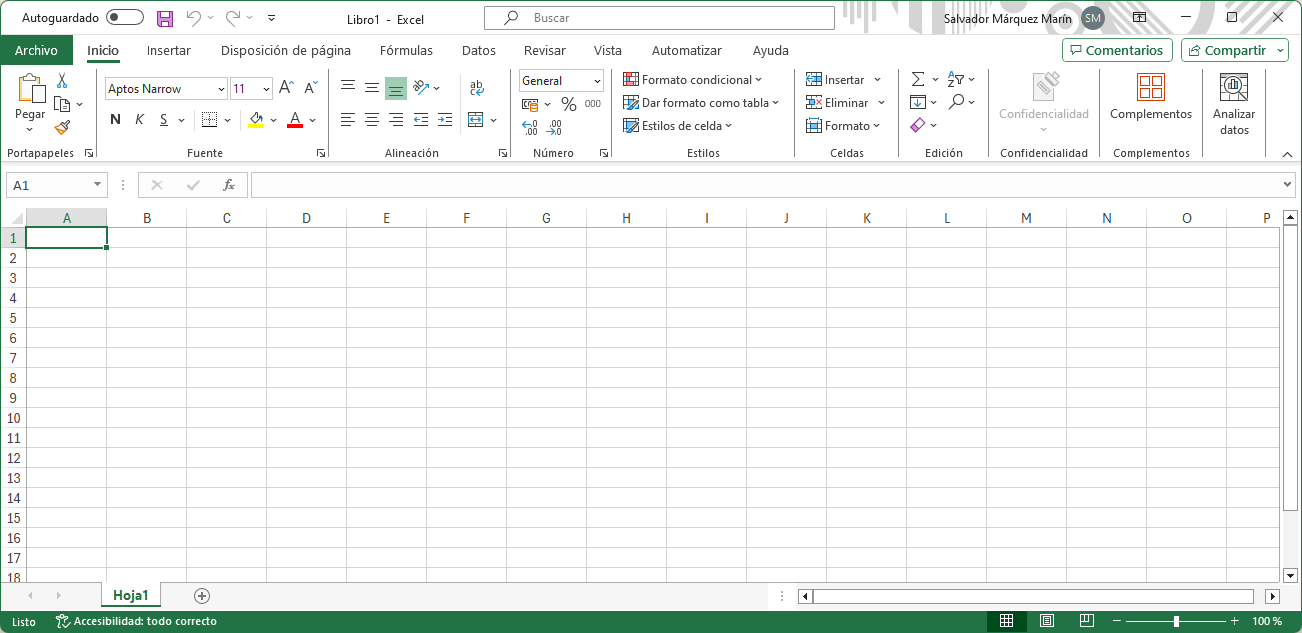 Autoguardado
Libro1 - Excel
Buscar
Salvador Márquez Marín
SM
Archivo
Inicio
Insertar
Disposición de página
Fórmulas
Datos
Revisar
Vista
Automatizar
Ayuda
Comentarios
Compartir
Pegar
Portapapeles
Aptos Narrow
11
A
A
N
K
S
A
Fuente
ab
Alineación
General
%
000
Número
Formato condicional
Dar formato como tabla
Estilos de celda
Estilos
Insertar
Eliminar
Formato
Celdas
Edición
Confidencialidad
Confidencialidad
Complementos
Complementos
Analizar
datos
A1
fx
A B C D E F G H I J K L M N O P
1
2
3
4
5
6
7
8
9
10
11
12
13
14
15
16
17
18
Hoja1
Listo
Accesibilidad: todo correcto
100 %